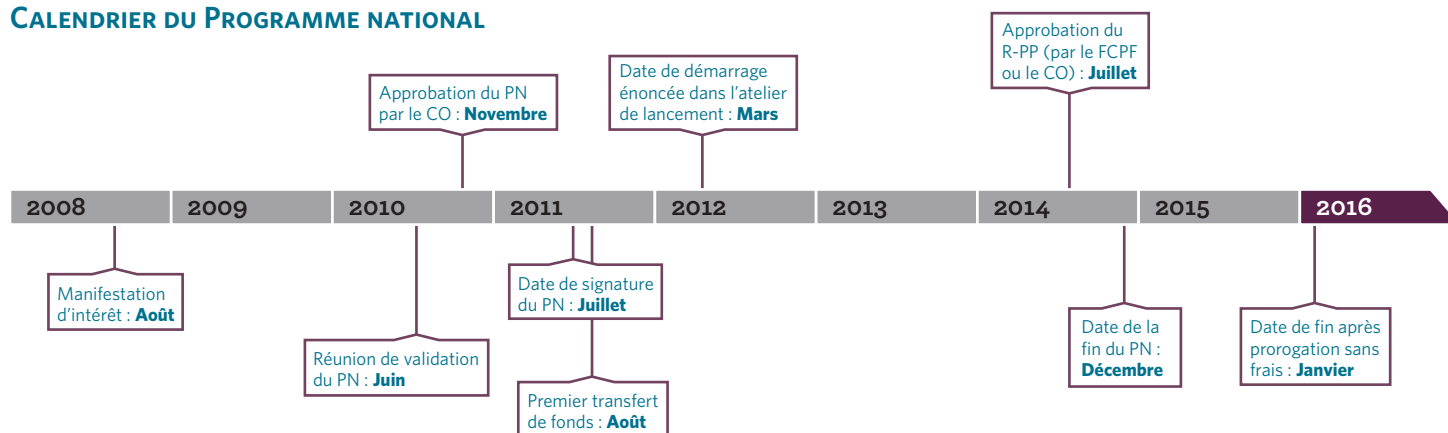 CALENDRIER DU PROGRAMME NATIONAL
Approbation du
R-PP (par le FCPF
ou le CO) : Juillet
Date de démarrage
énoncée dans l’atelier
de lancement : Mars
Approbation du PN
par le CO : Novembre
2008
2009
2010
2011
2012
2013
2014
2015
2016
Manifestation
d’intérêt : Août
Réunion de validation
du PN : Juin
Date de signature
du PN : Juillet
Premier transfert
de fonds : Août
Date de la
fin du PN :
Décembre
Date de fin après
prorogation sans
frais : Janvier